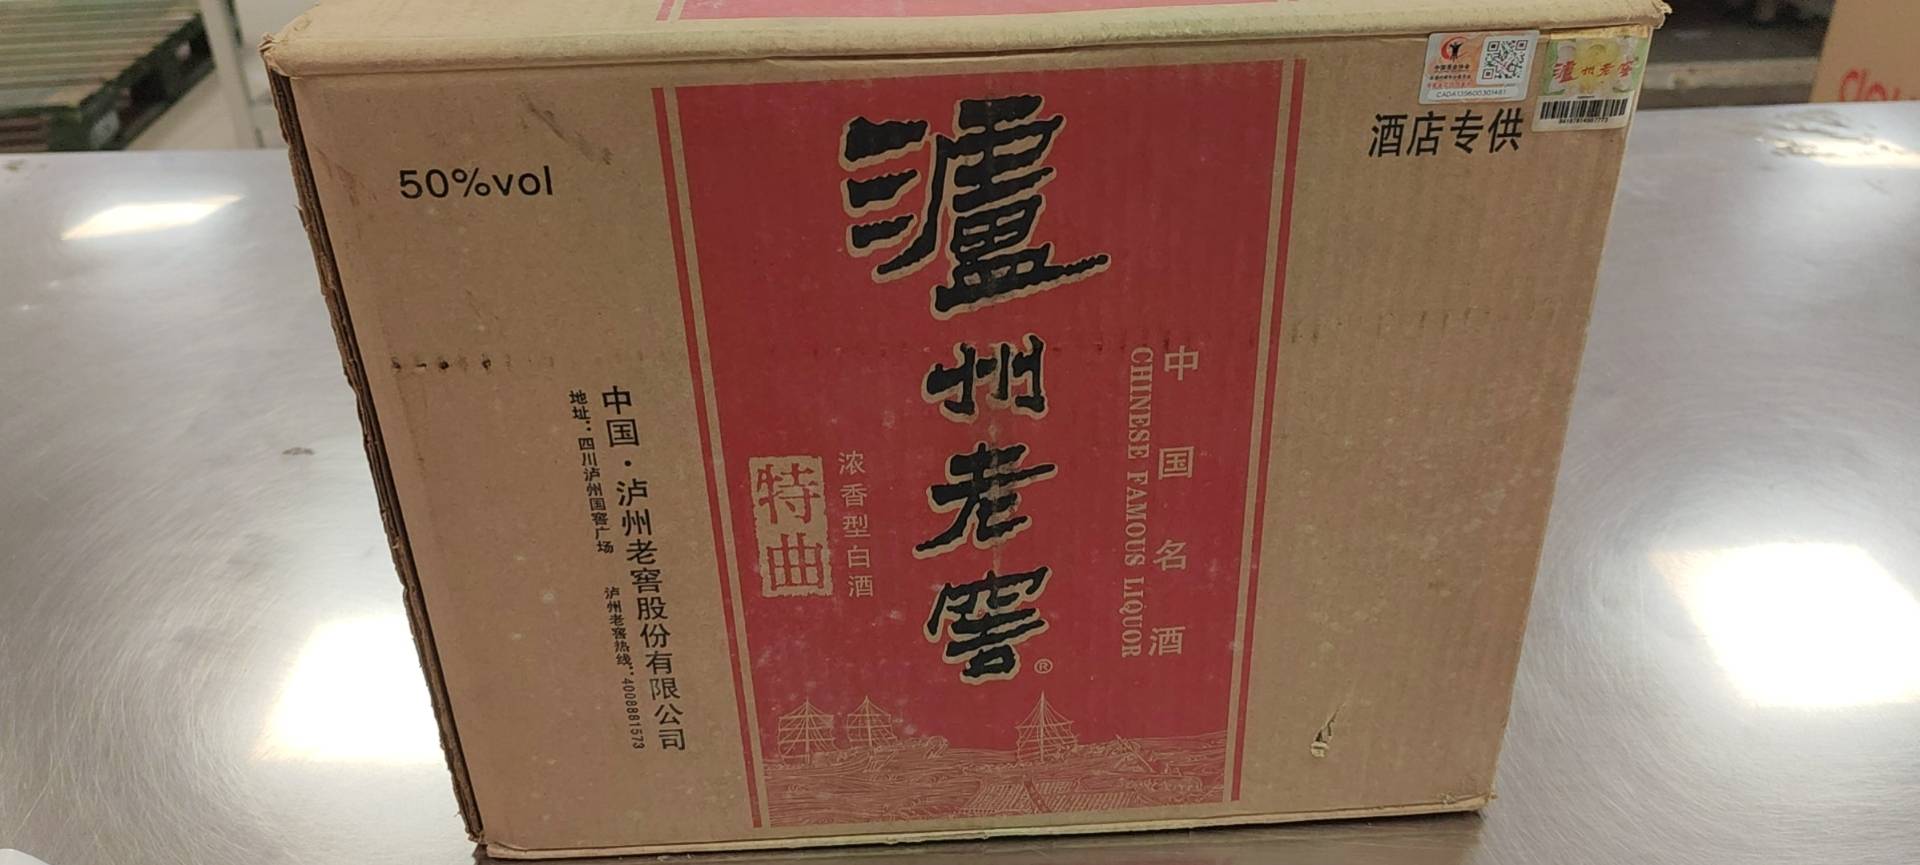 50%vol
泸州老窖
®
特曲
浓香型白酒
中国名酒
CHINESE FAMOUS LIQUOR
中国·泸州老窖股份有限公司
地址：四川泸州国窖广场
泸州老窖热线：4008881573
酒店专供
泸州老窖